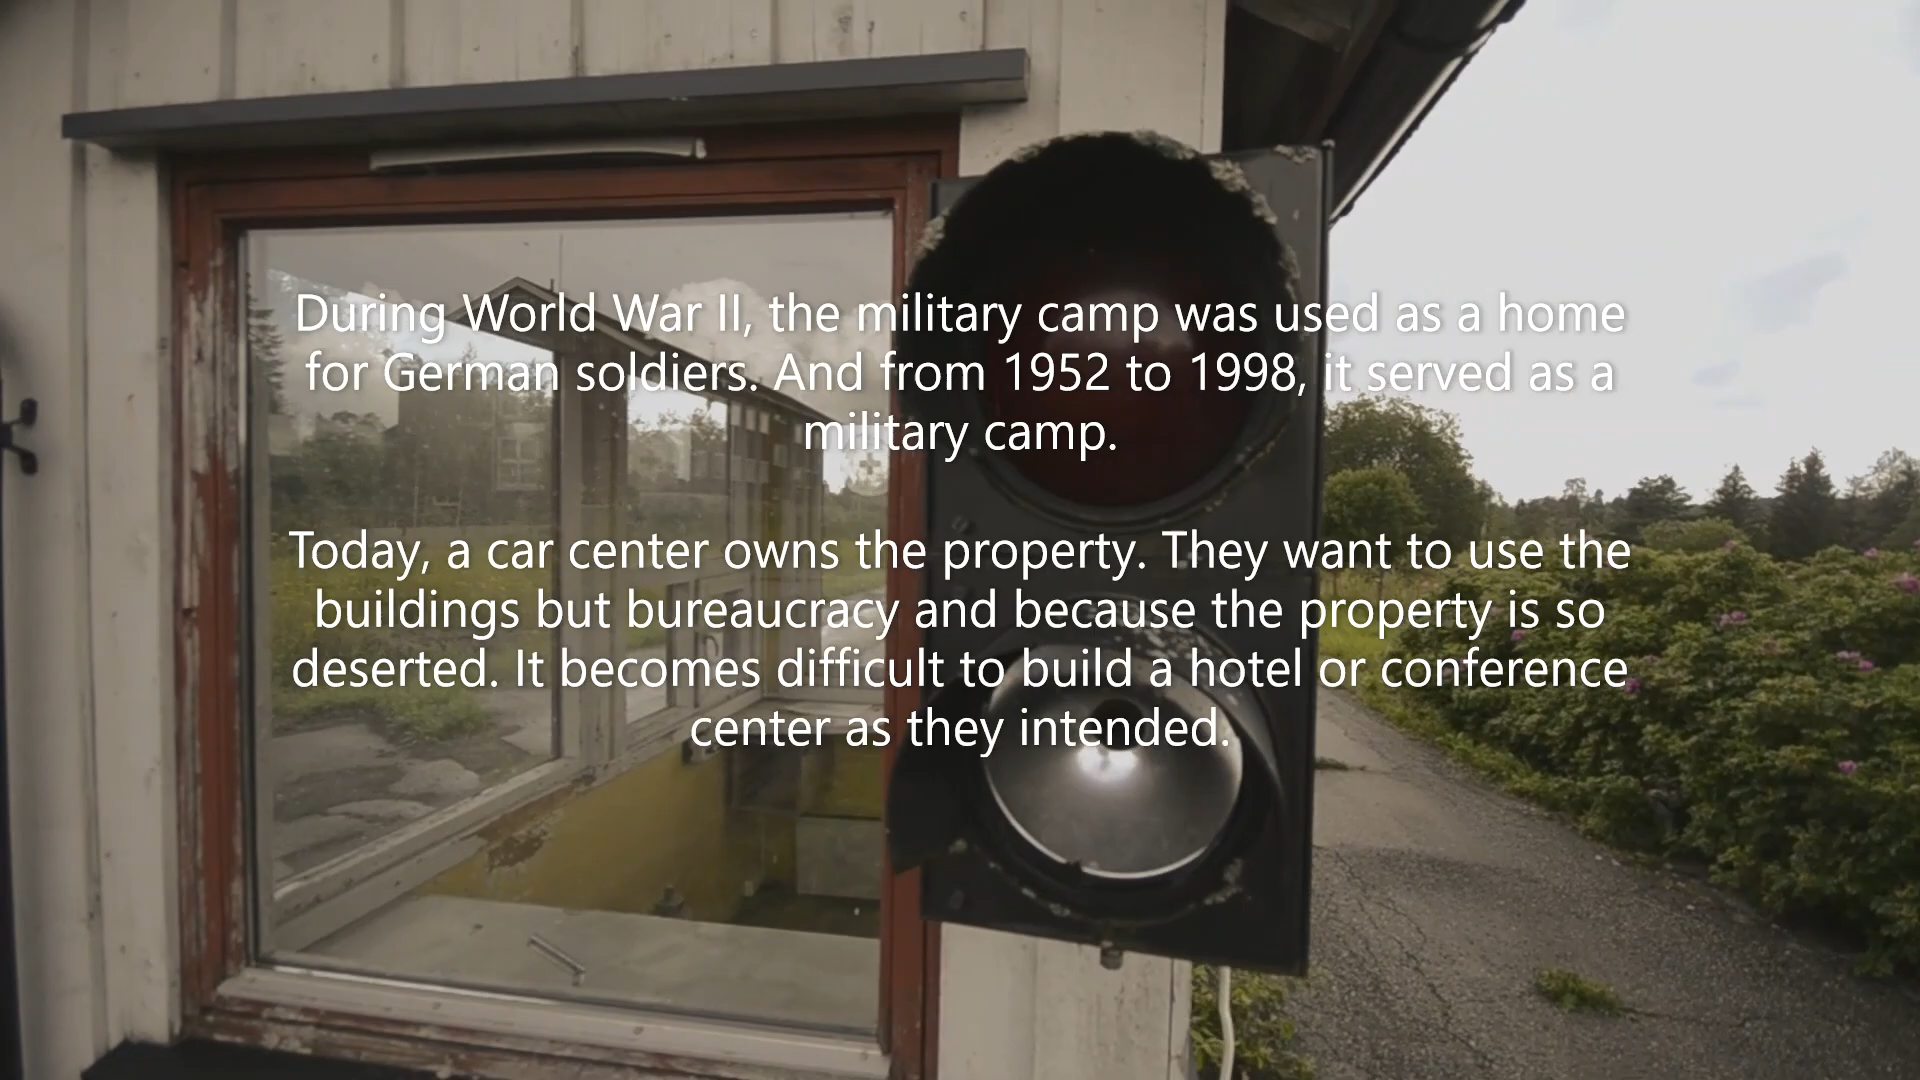 During World War II, the military camp was used as a home
for German soldiers. And from 1952 to 1998, it served as a
military camp.
Today, a car center owns the property. They want to use the
buildings but bureaucracy and because the property is so
deserted. It becomes difficult to build a hotel or conference
center as they intended.